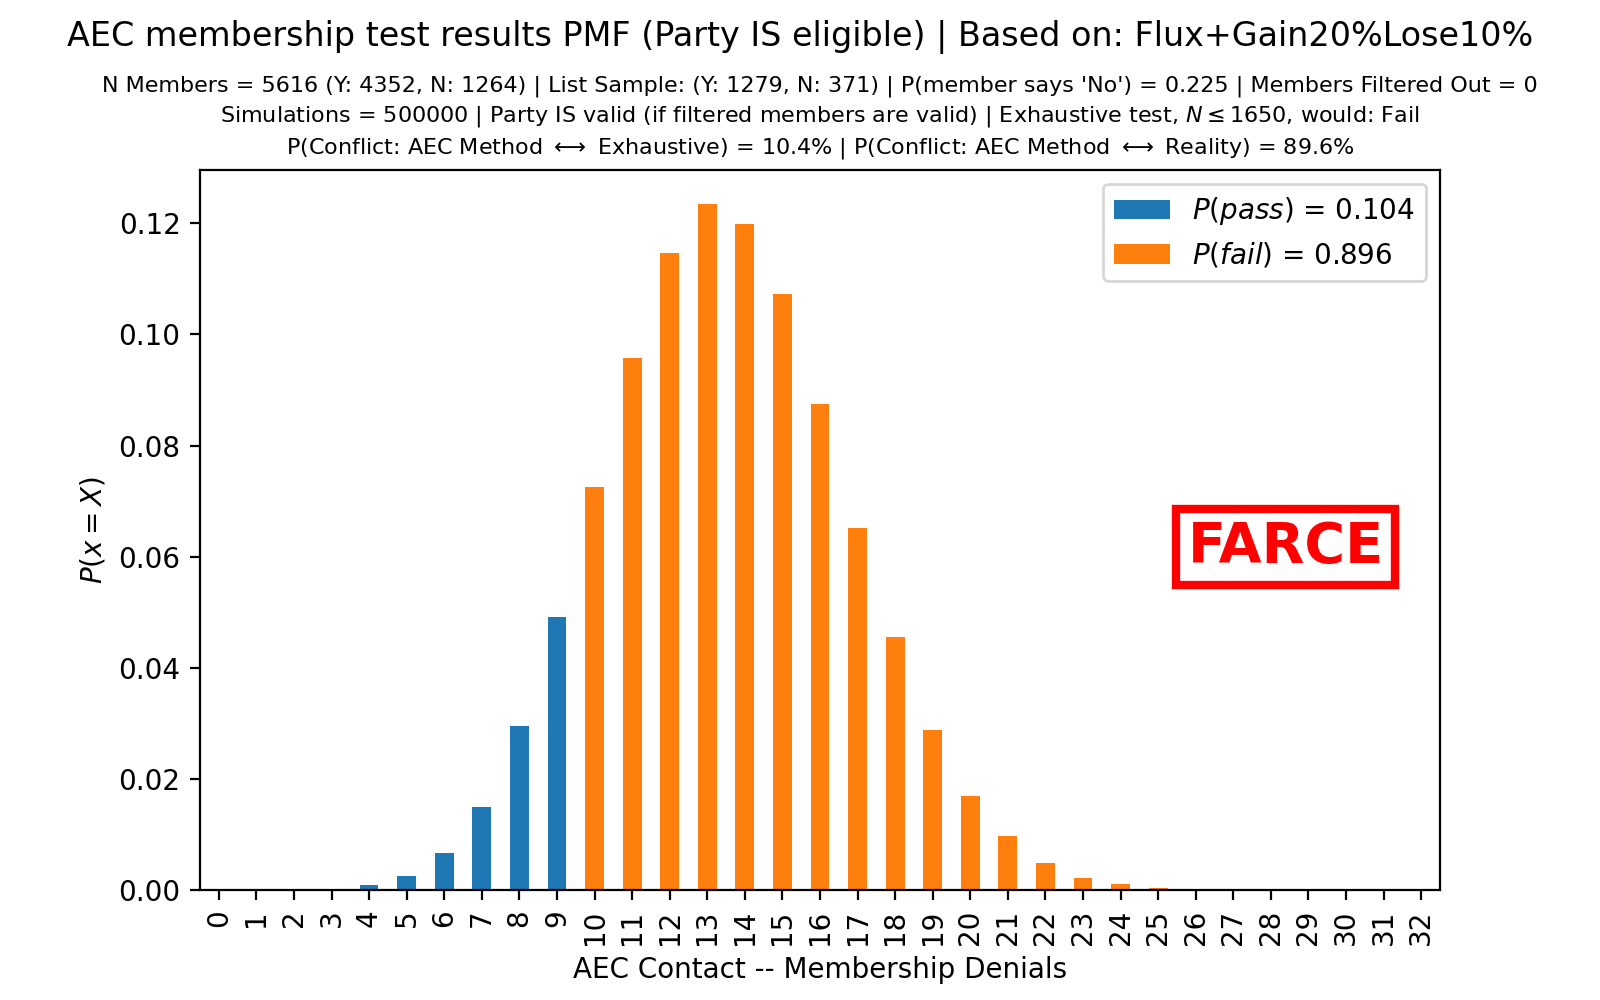 AEC membership test results PMF (Party IS eligible) | Based on: Flux+Gain20%Lose10%
N Members = 5616 (Y: 4352, N: 1264) | List Sample: (Y: 1279, N: 371) | P(member says 'No') = 0.225 | Members Filtered Out = 0
Simulations = 500000 | Party IS valid (if filtered members are valid) | Exhaustive test, N ≤ 1650, would: Fail
P(Conflict: AEC Method ⟷ Exhaustive) = 10.4% | P(Conflict: AEC Method ⟷ Reality) = 89.6%
P(pass) = 0.104
P(fail) = 0.896
0.12
0.10
0.08
0.06
0.04
0.02
0.00
P(x = X)
FARCE
0 1 2 3 4 5 6 7 8 9 10 11 12 13 14 15 16 17 18 19 20 21 22 23 24 25 26 27 28 29 30 31 32
AEC Contact -- Membership Denials